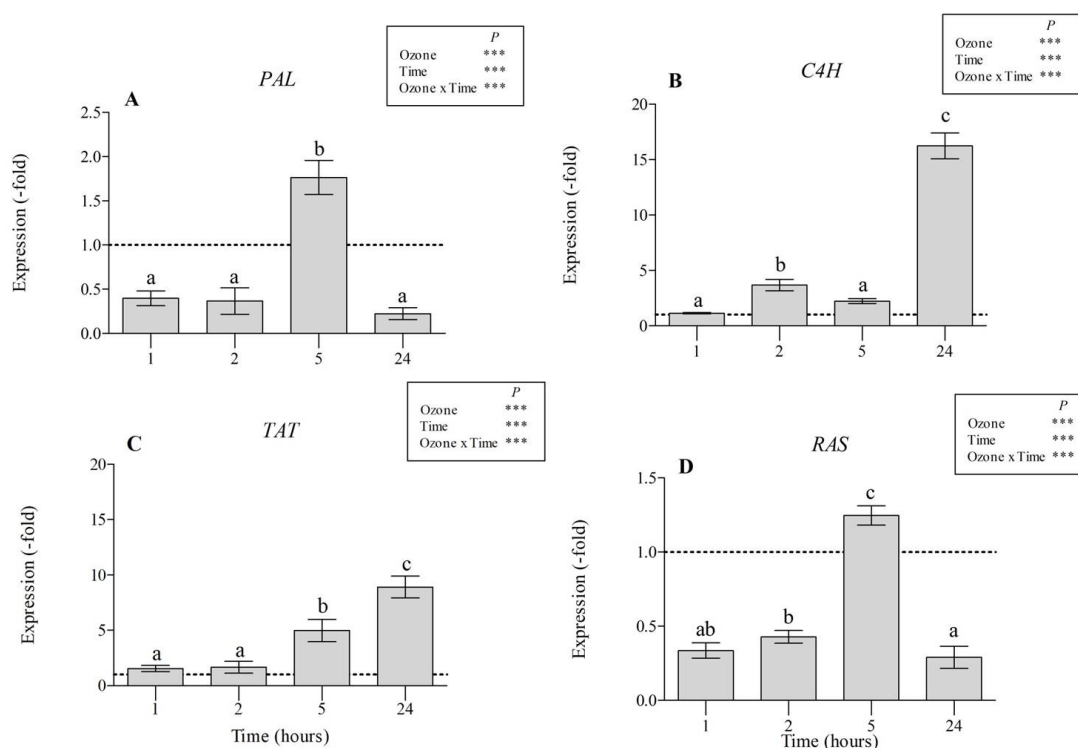 P
Ozone ***
Time ***
Ozone x Time ***
A
PAL
Expression (-fold)
2.5
2.0
1.5
1.0
0.5
0.0
a
a
b
a
1
2
5
24
P
Ozone ***
Time ***
Ozone x Time ***
B
C4H
Expression (-fold)
20
15
10
5
0
a
b
a
c
1
2
5
24
P
Ozone ***
Time ***
Ozone x Time ***
C
TAT
Expression (-fold)
20
15
10
5
0
a
a
b
c
1
2
5
24
Time (hours)
P
Ozone ***
Time ***
Ozone x Time ***
D
RAS
Expression (-fold)
1.5
1.0
0.5
0.0
ab
b
c
a
1
2
5
24
Time (hours)